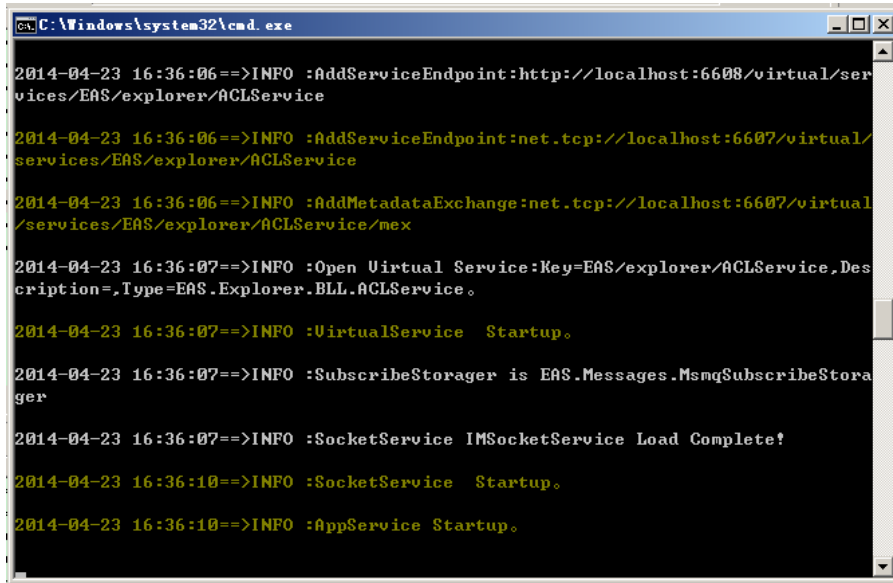 C:\Windows\system32\cmd.exe
2014-04-23 16:36:06==>INFO :AddServiceEndpoint:http://localhost:6608/virtual/ser
vices/EAS/explorer/ACLService
2014-04-23 16:36:06==>INFO :AddServiceEndpoint:net.tcp://localhost:6607/virtual/
services/EAS/explorer/ACLService
2014-04-23 16:36:06==>INFO :AddMetadataExchange:net.tcp://localhost:6607/virtual
/services/EAS/explorer/ACLService/mex
2014-04-23 16:36:07==>INFO :Open Virtual Service:Key=EAS/explorer/ACLService,Des
cription=,Type=EAS.Explorer.BLL.ACLService。
2014-04-23 16:36:07==>INFO :VirtualService  Startup。
2014-04-23 16:36:07==>INFO :SubscribeStorager is EAS.Messages.MsmqSubscribeStora
ger
2014-04-23 16:36:07==>INFO :SocketService IMSocketService Load Complete!
2014-04-23 16:36:10==>INFO :SocketService  Startup。
2014-04-23 16:36:10==>INFO :AppService Startup。